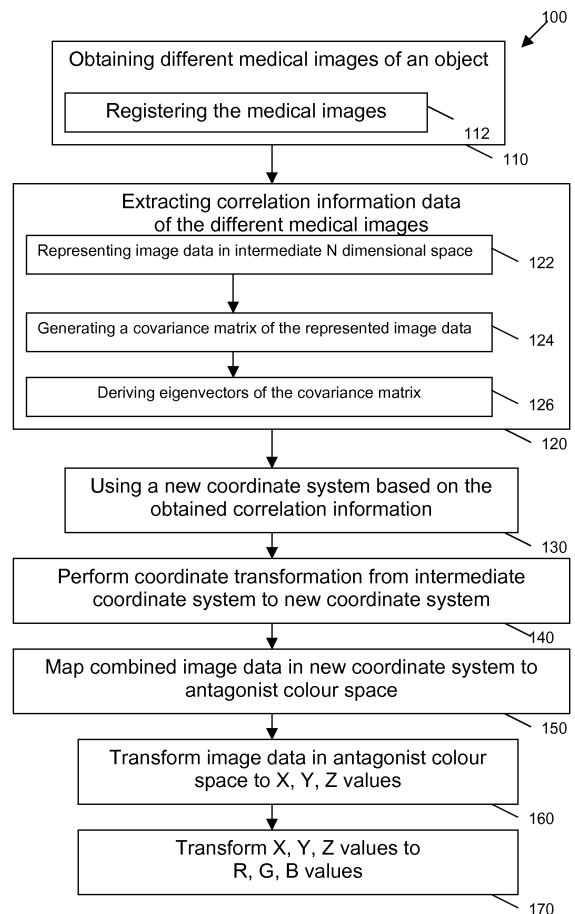 100
Obtaining different medical images of an object
Registering the medical images
112
110
Extracting correlation information data
of the different medical images
Representing image data in intermediate N dimensional space
122
Generating a covariance matrix of the represented image data
124
Deriving eigenvectors of the covariance matrix
126
120
Using a new coordinate system based on the
obtained correlation information
130
Perform coordinate transformation from intermediate
coordinate system to new coordinate system
140
Map combined image data in new coordinate system to
antagonist colour space
150
Transform image data in antagonist colour
space to X, Y, Z values
160
Transform X, Y, Z values to
R, G, B values
170